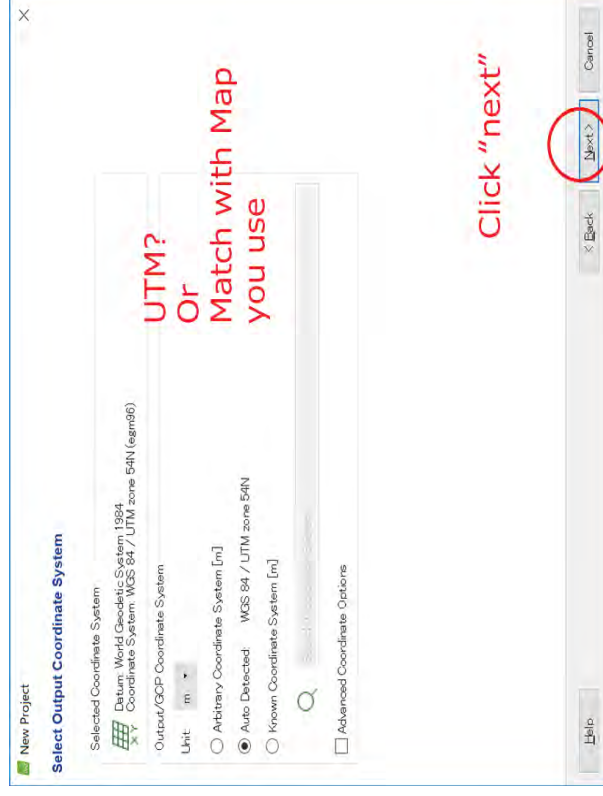 New Project
Select Output Coordinate System
Selected Coordinate System
Datum: World Geodetic System 1984
Coordinate System: WGS 84 / UTM zone 54N (egm96)
Output/GCP Coordinate System
Unit: m
Arbitrary Coordinate System [m]
Auto Detected: WGS 84 / UTM zone 54N
Known Coordinate System [m]
Advanced Coordinate Options
UTM?
Or
Match with Map
you use
Click "next"
Help
< Back
Next >
Cancel